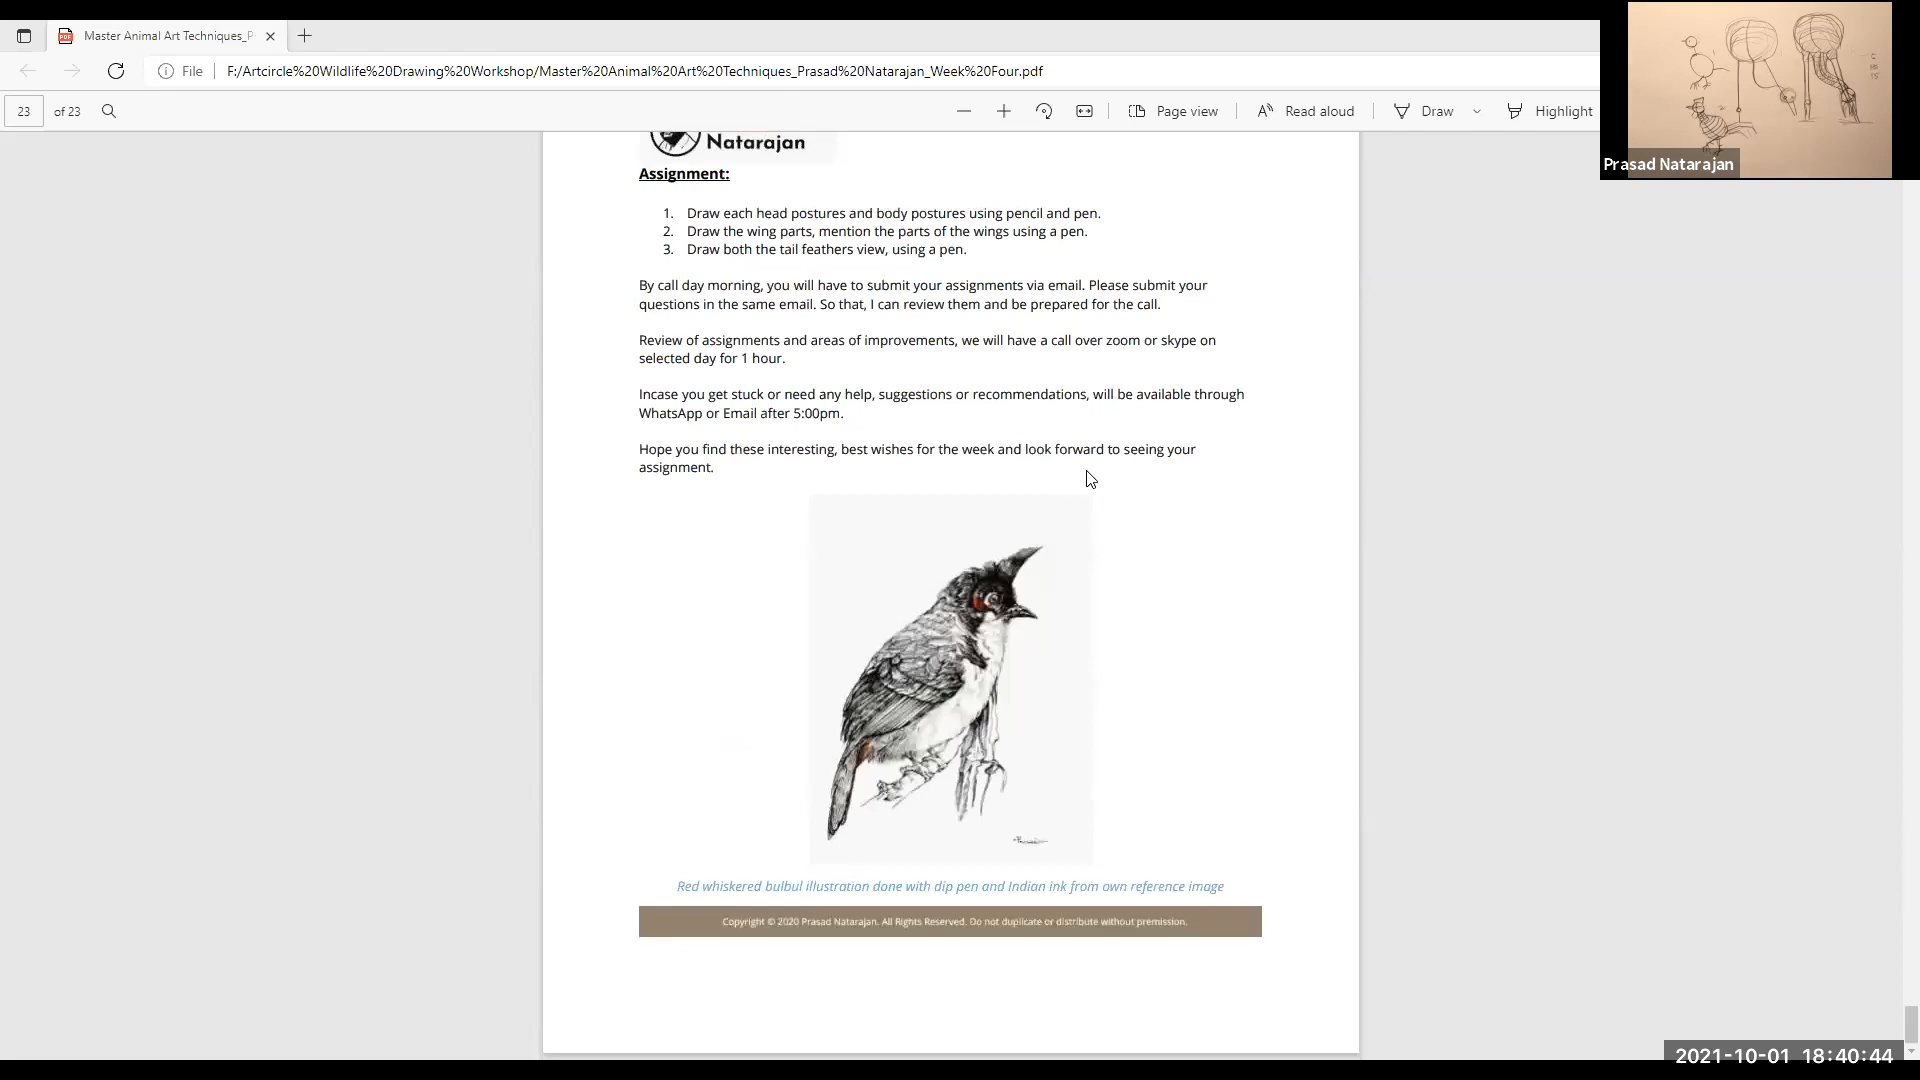 Master Animal Art Techniques_P
File
F:/Artcircle%20Wildlife%20Drawing%20Workshop/Master%20Animal%20Art%20Techniques_Prasad%20Natarajan_Week%20Four.pdf
23 of 23
Page view
Read aloud
Draw
Highlight
Prasad Natarajan
Natarajan
Assignment:
1. Draw each head postures and body postures using pencil and pen.
2. Draw the wing parts, mention the parts of the wings using a pen.
3. Draw both the tail feathers view, using a pen.
By call day morning, you will have to submit your assignments via email. Please submit your
questions in the same email. So that, I can review them and be prepared for the call.
Review of assignments and areas of improvements, we will have a call over zoom or skype on
selected day for 1 hour.
Incase you get stuck or need any help, suggestions or recommendations, will be available through
WhatsApp or Email after 5:00pm.
Hope you find these interesting, best wishes for the week and look forward to seeing your
assignment.
Red whiskered bulbul illustration done with dip pen and Indian ink from own reference image
Copyright © 2020 Prasad Natarajan. All Rights Reserved. Do not duplicate or distribute without premission.
2021-10-01 18:40:44